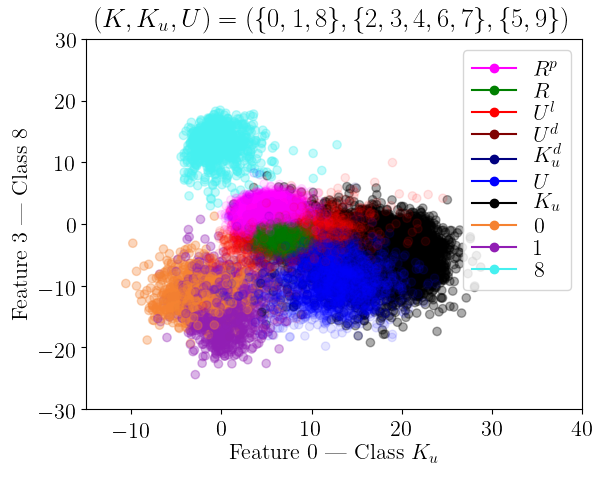 (K, K_u, U) = ({0, 1, 8}, {2, 3, 4, 6, 7}, {5, 9})
30
20
10
0
−10
−20
−30
Feature 3 — Class 8
R^p
R
U^l
U^d
K_u^d
U
K_u
0
1
8
−10 0 10 20 30 40
Feature 0 — Class K_u